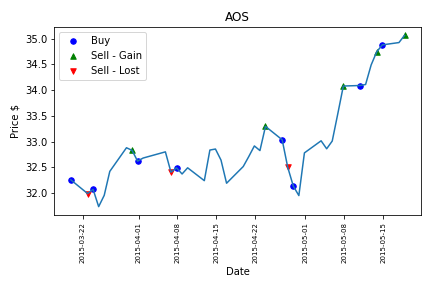 AOS
Buy
Sell - Gain
Sell - Lost
Price $
35.0
34.5
34.0
33.5
33.0
32.5
32.0
2015-03-22
2015-04-01
2015-04-08
2015-04-15
2015-04-22
2015-05-01
2015-05-08
2015-05-15
Date